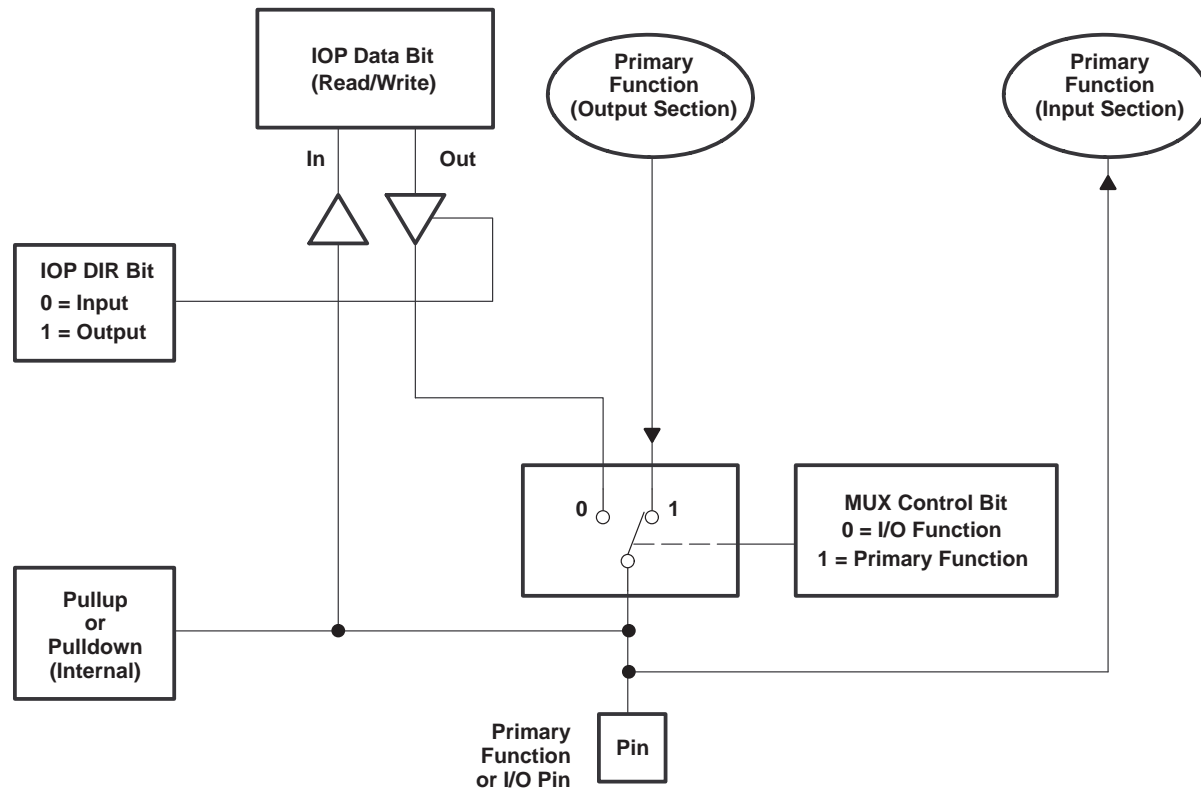 IOP Data Bit
(Read/Write)
Primary
Function
(Output Section)
Primary
Function
(Input Section)
In
Out
IOP DIR Bit
0 = Input
1 = Output
0
1
MUX Control Bit
0 = I/O Function
1 = Primary Function
Pullup
or
Pulldown
(Internal)
Primary
Function
or I/O Pin
Pin